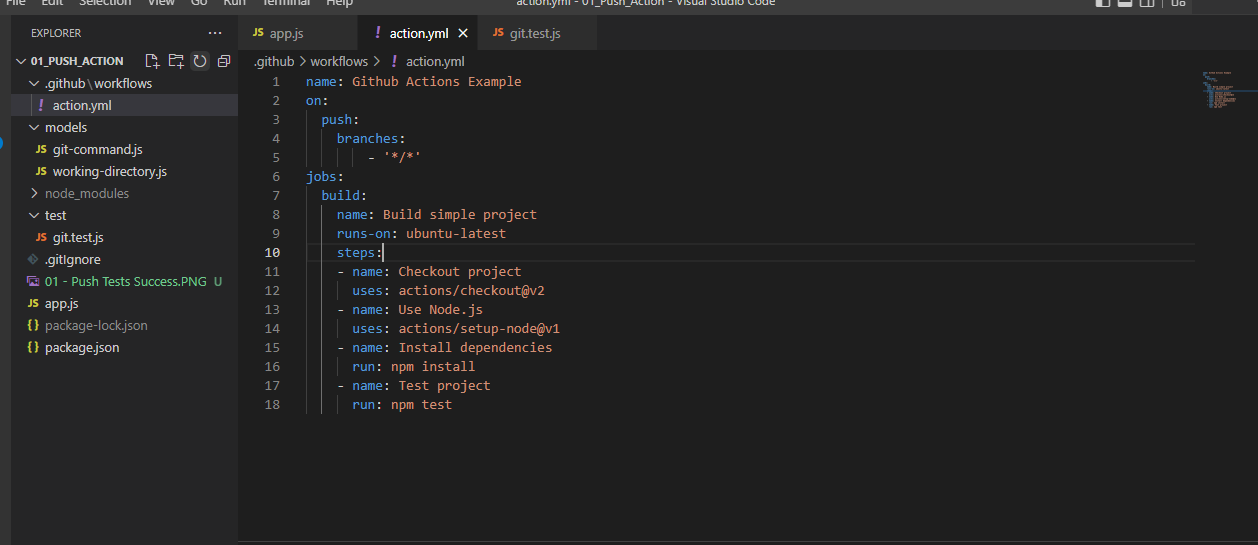 File Edit Selection View Go Run Terminal Help action.yml - 01_Push_Action - Visual Studio Code
EXPLORER ···
01_PUSH_ACTION
.github\workflows
! action.yml
models
JS git-command.js
JS working-directory.js
node_modules
test
JS git.test.js
.gitIgnore
01 - Push Tests Success.PNG U
JS app.js
{} package-lock.json
{} package.json
JS app.js ! action.yml JS git.test.js
.github > workflows > ! action.yml
1 name: Github Actions Example
2 on:
3 push:
4 branches:
5 - '*/*'
6 jobs:
7 build:
8 name: Build simple project
9 runs-on: ubuntu-latest
10 steps:
11 - name: Checkout project
12 uses: actions/checkout@v2
13 - name: Use Node.js
14 uses: actions/setup-node@v1
15 - name: Install dependencies
16 run: npm install
17 - name: Test project
18 run: npm test